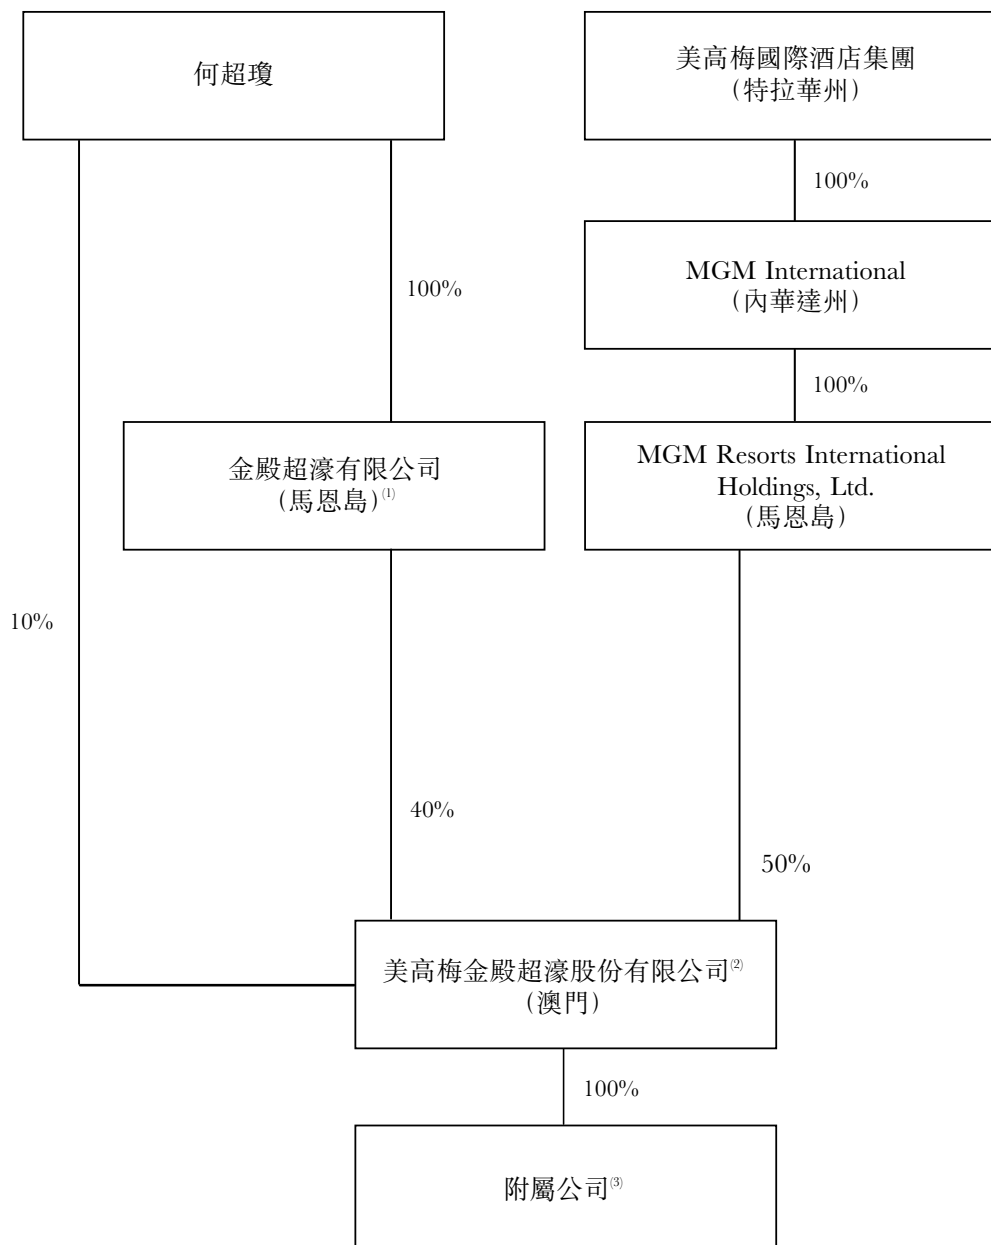 何超瓊
美高梅國際酒店集團
(特拉華州)
100%
MGM International
(內華達州)
100%
100%
金殿超濠有限公司
(馬恩島)(1)
MGM Resorts International
Holdings, Ltd.
(馬恩島)
10%
40%
50%
美高梅金殿超濠股份有限公司(2)
(澳門)
100%
附屬公司(3)